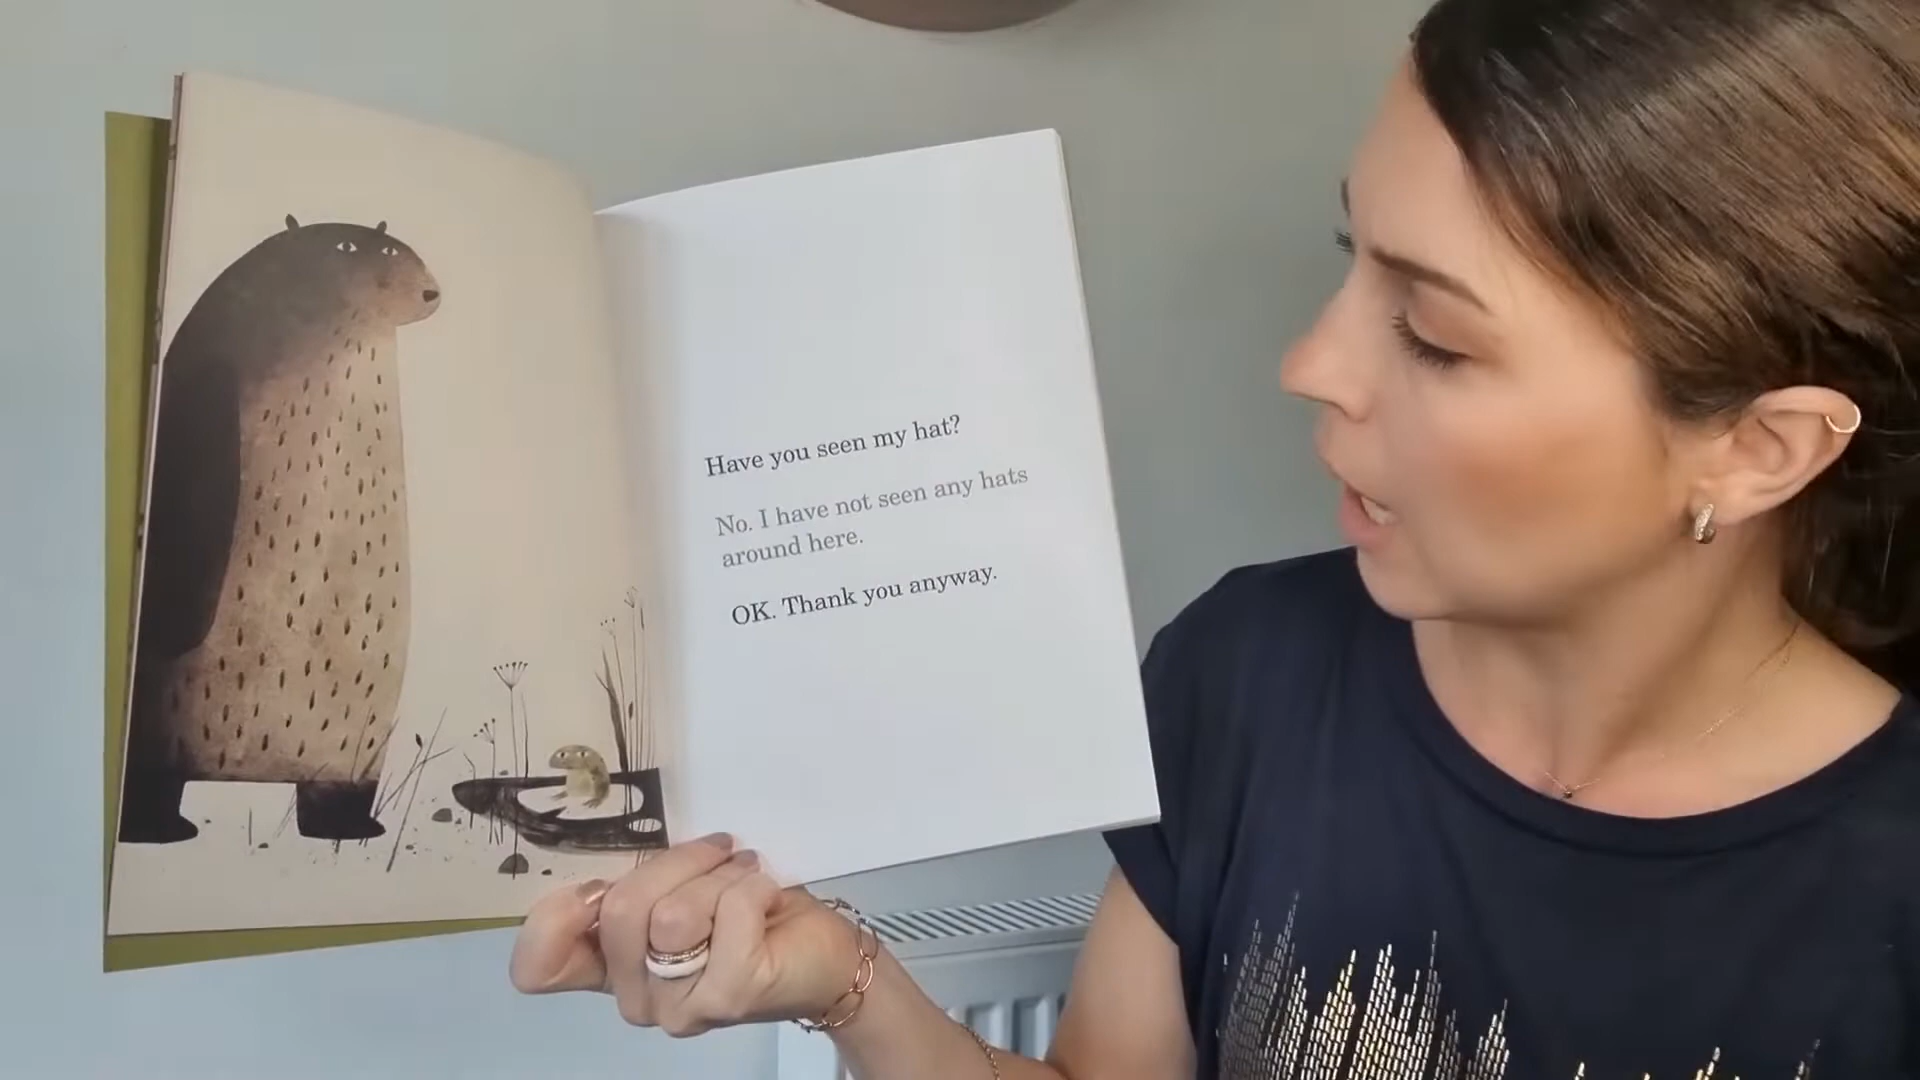 Have you seen my hat?
No. I have not seen any hats
around here.
OK. Thank you anyway.